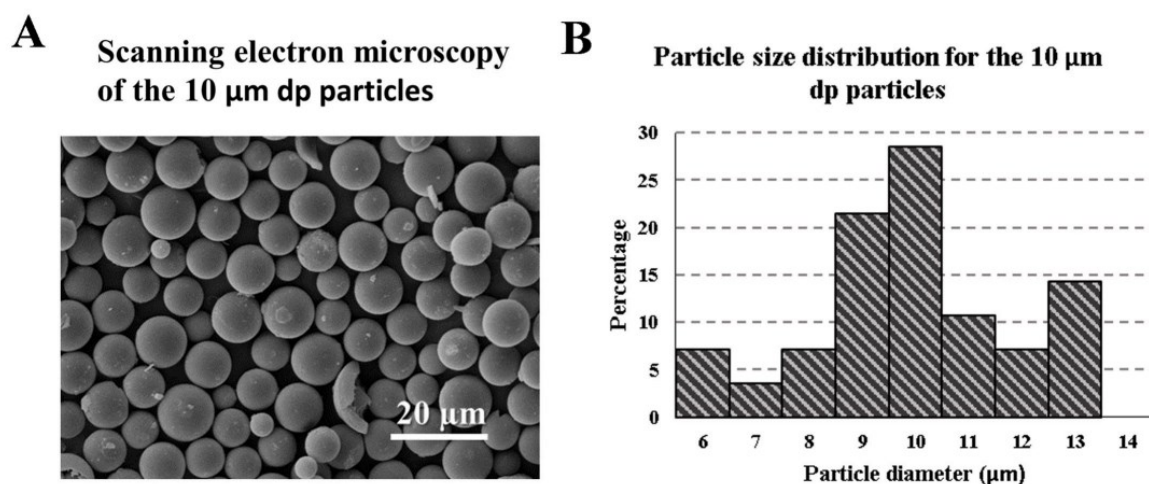 A
Scanning electron microscopy
of the 10 μm dp particles
20 μm
B
Particle size distribution for the 10 μm
dp particles
Percentage
30
25
20
15
10
5
0
6 7 8 9 10 11 12 13 14
Particle diameter (μm)